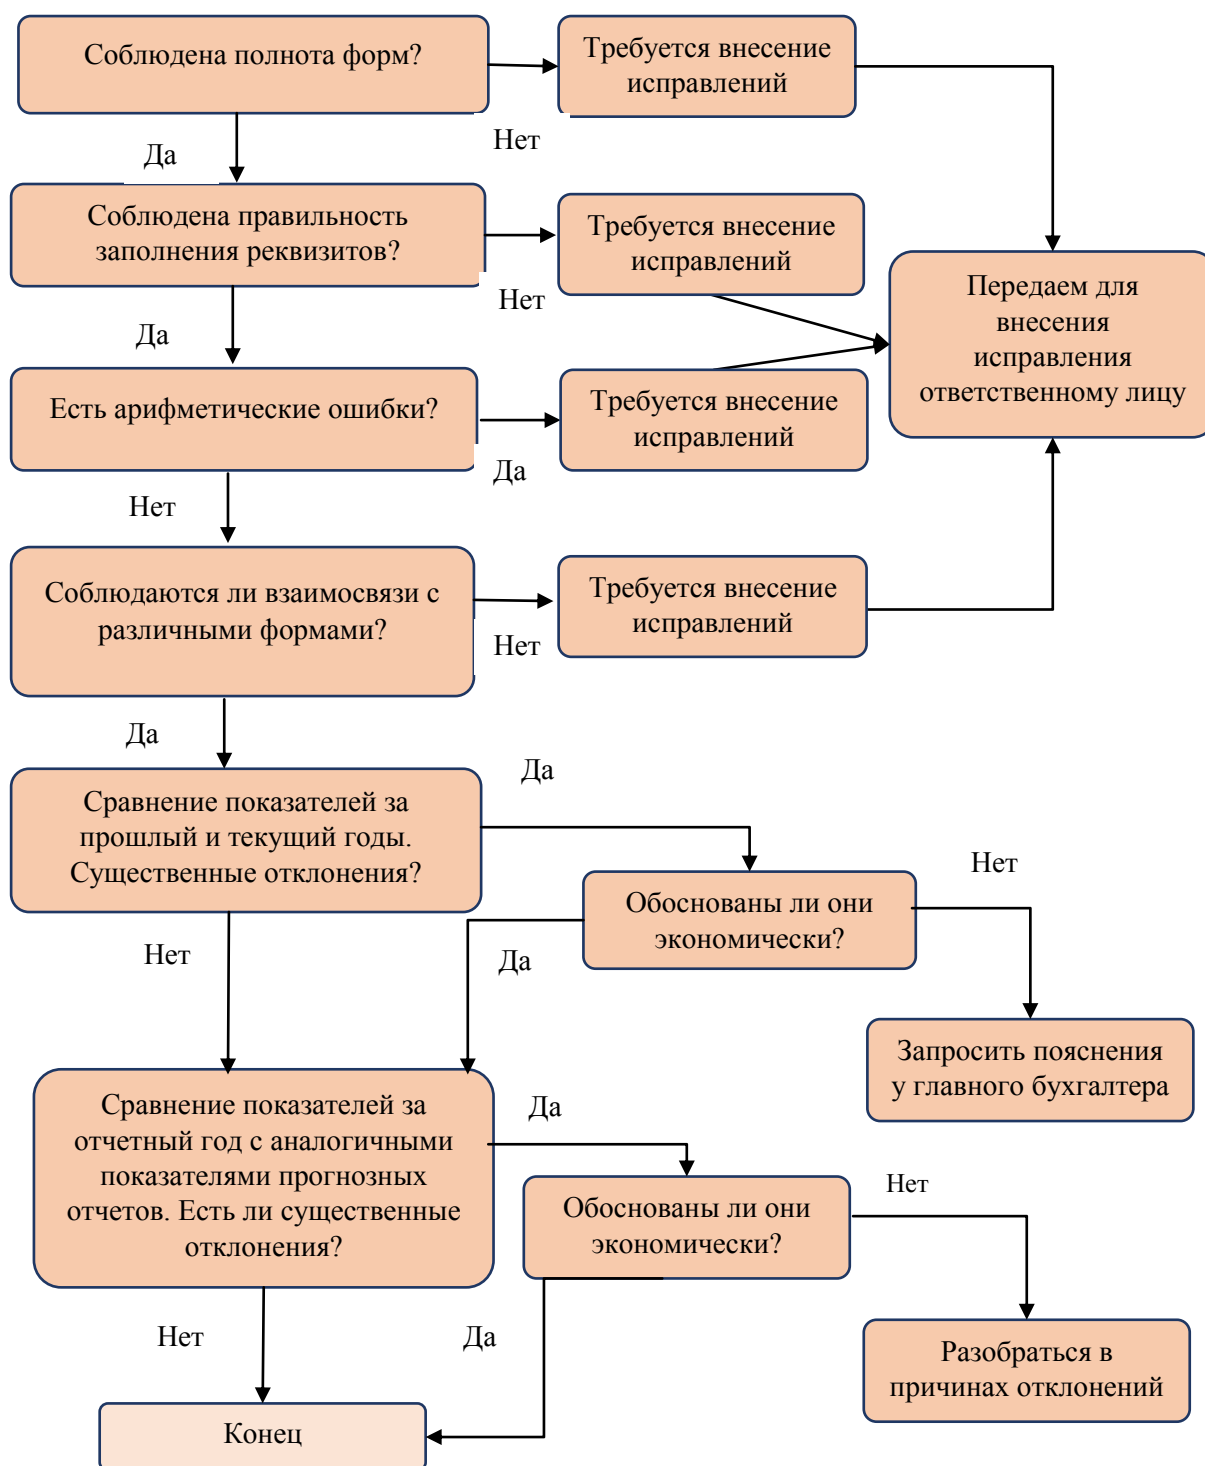 Соблюдена полнота форм?
Требуется внесение
исправлений
Нет
Да
Соблюдена правильность
заполнения реквизитов?
Требуется внесение
исправлений
Нет
Да
Передаем для
внесения
исправления
ответственному лицу
Есть арифметические ошибки?
Требуется внесение
исправлений
Да
Нет
Соблюдаются ли взаимосвязи с
различными формами?
Требуется внесение
исправлений
Нет
Да
Сравнение показателей за
прошлый и текущий годы.
Существенные отклонения?
Да
Обоснованы ли они
экономически?
Нет
Нет
Да
Запросить пояснения
у главного бухгалтера
Сравнение показателей за
отчетный год с аналогичными
показателями прогнозных
отчетов. Есть ли существенные
отклонения?
Да
Обоснованы ли они
экономически?
Нет
Нет
Да
Разобраться в
причинах отклонений
Конец